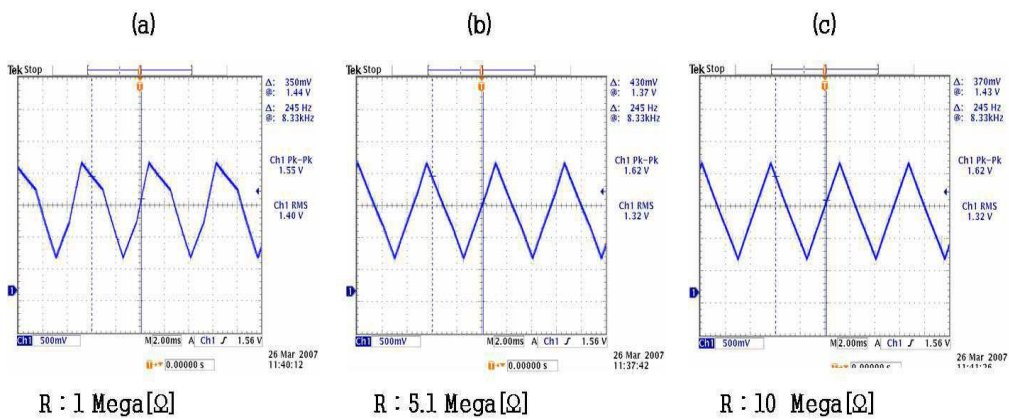 (a)
Tek Stop
T
Δ: 350mV
@: 1.44 V
Δ: 245 Hz
@: 8.33kHz
Ch1 Pk-Pk
1.55 V
Ch1 RMS
1.40 V
1
Ch1 500mV M 2.00ms A Ch1 ∫ 1.56 V
T 0.00000 s
26 Mar 2007
11:40:12
R : 1 Mega[Ω]
(b)
Tek Stop
T
Δ: 430mV
@: 1.37 V
Δ: 245 Hz
@: 8.33kHz
Ch1 Pk-Pk
1.62 V
Ch1 RMS
1.32 V
1
Ch1 500mV M 2.00ms A Ch1 ∫ 1.56 V
0.00000 s
26 Mar 2007
11:37:42
R : 5.1 Mega[Ω]
(c)
Tek Stop
T
Δ: 370mV
@: 1.43 V
Δ: 245 Hz
@: 8.33kHz
Ch1 Pk-Pk
1.62 V
Ch1 RMS
1.32 V
1
Ch1 500mV M 2.00ms A Ch1 ∫ 1.56 V
0.00000 s
26 Mar 2007
R : 10 Mega[Ω]